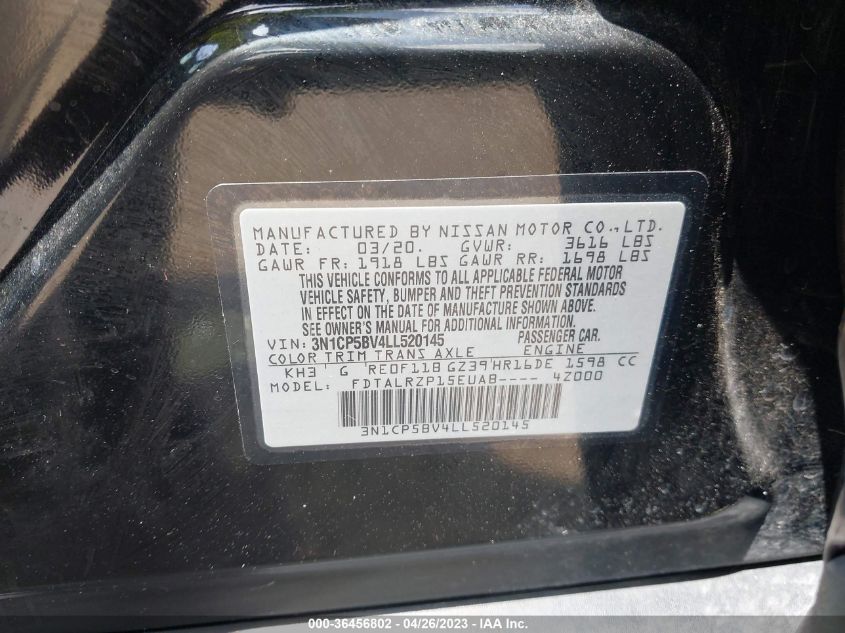 MANUFACTURED BY NISSAN MOTOR CO., LTD.
DATE: 03/20. GVWR: 3616 LBS
GAWR FR: 1918 LBS GAWR RR: 1698 LBS
THIS VEHICLE CONFORMS TO ALL APPLICABLE FEDERAL MOTOR
VEHICLE SAFETY, BUMPER AND THEFT PREVENTION STANDARDS
IN EFFECT ON THE DATE OF MANUFACTURE SHOWN ABOVE.
SEE OWNER'S MANUAL FOR ADDITIONAL INFORMATION.
VIN: 3N1CP5BV4LL520145 PASSENGER CAR.
COLOR TRIM TRANS AXLE ENGINE
KH3 G RE0F11B GZ39 HR16DE 1598 CC
MODEL: FDTALRZP15EUAB---- 4Z000
3N1CP5BV4LL520145
000-36456802 - 04/26/2023 - IAAI.com